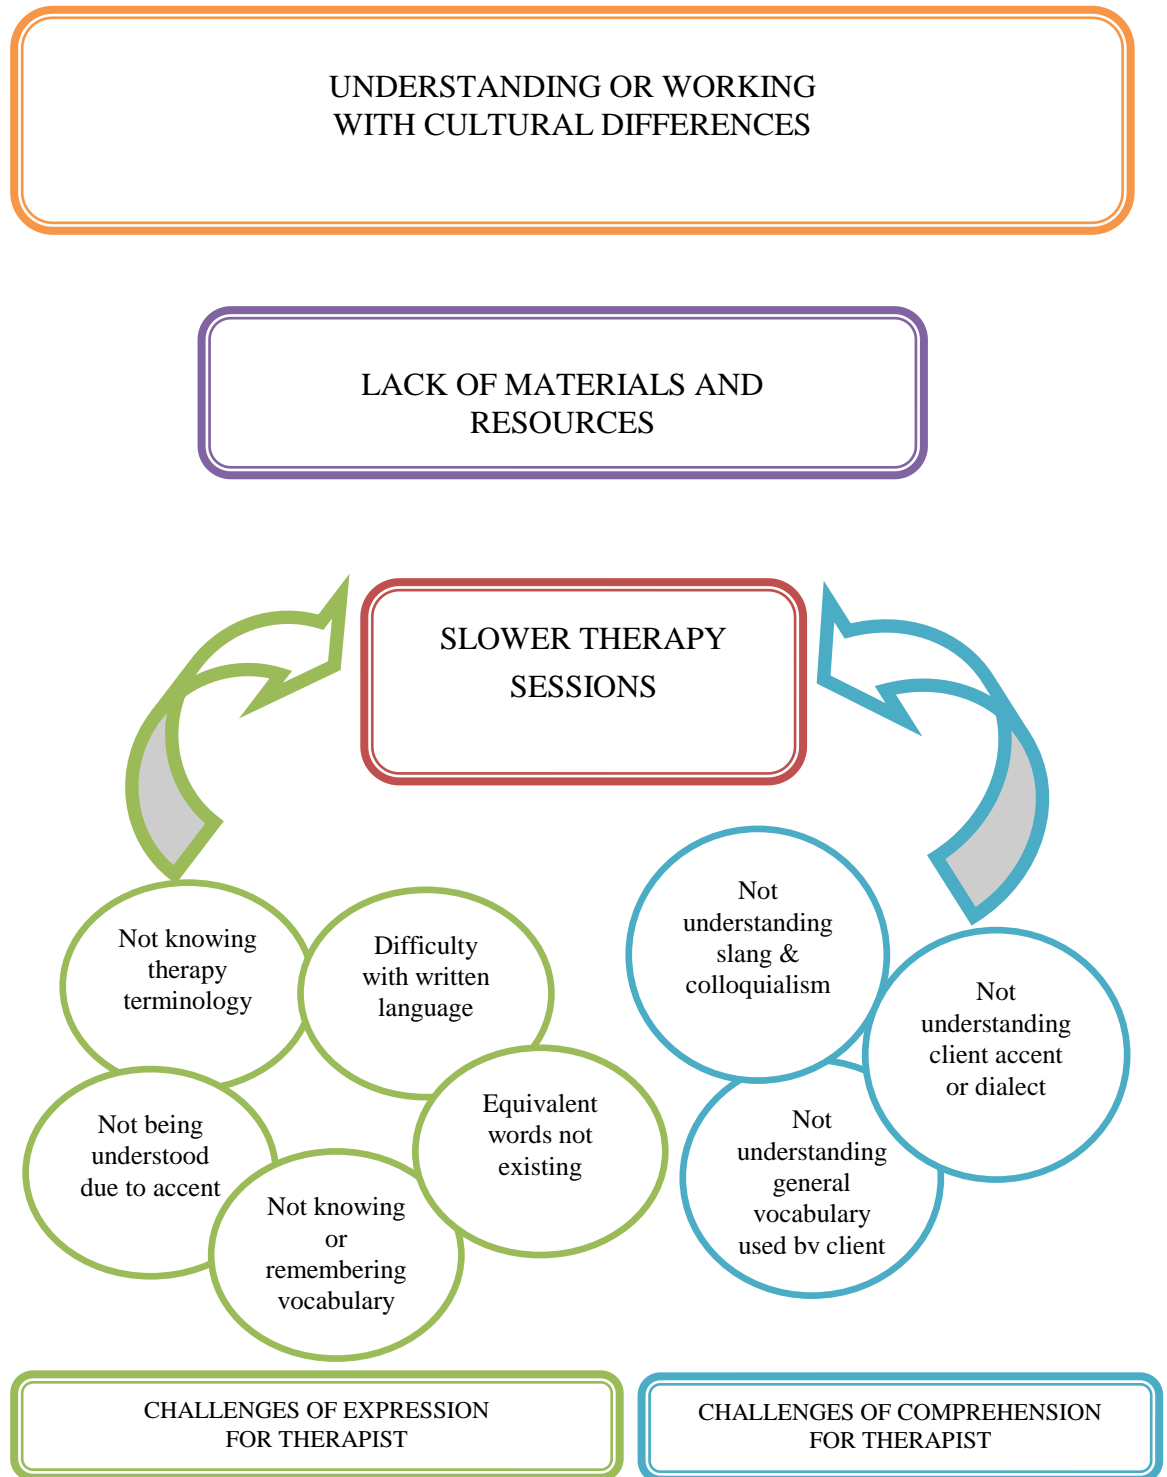 UNDERSTANDING OR WORKING
WITH CULTURAL DIFFERENCES
LACK OF MATERIALS AND
RESOURCES
SLOWER THERAPY
SESSIONS
Not knowing
therapy
terminology
Difficulty
with written
language
Not being
understood
due to accent
Not knowing
or
remembering
vocabulary
Equivalent
words not
existing
Not
understanding
slang &
colloquialism
Not
understanding
client accent
or dialect
Not
understanding
general
vocabulary
used by client
CHALLENGES OF EXPRESSION
FOR THERAPIST
CHALLENGES OF COMPREHENSION
FOR THERAPIST